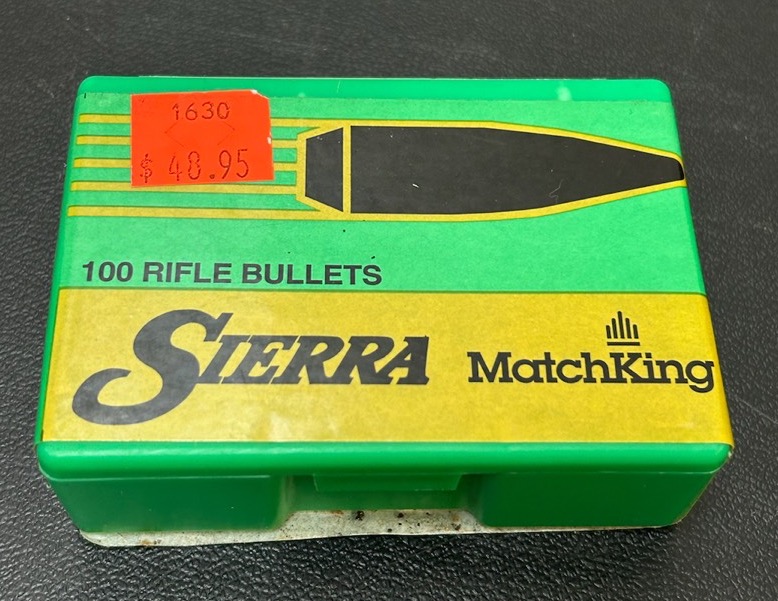 1630
$ 48.95
100 RIFLE BULLETS
SIERRA
MatchKing